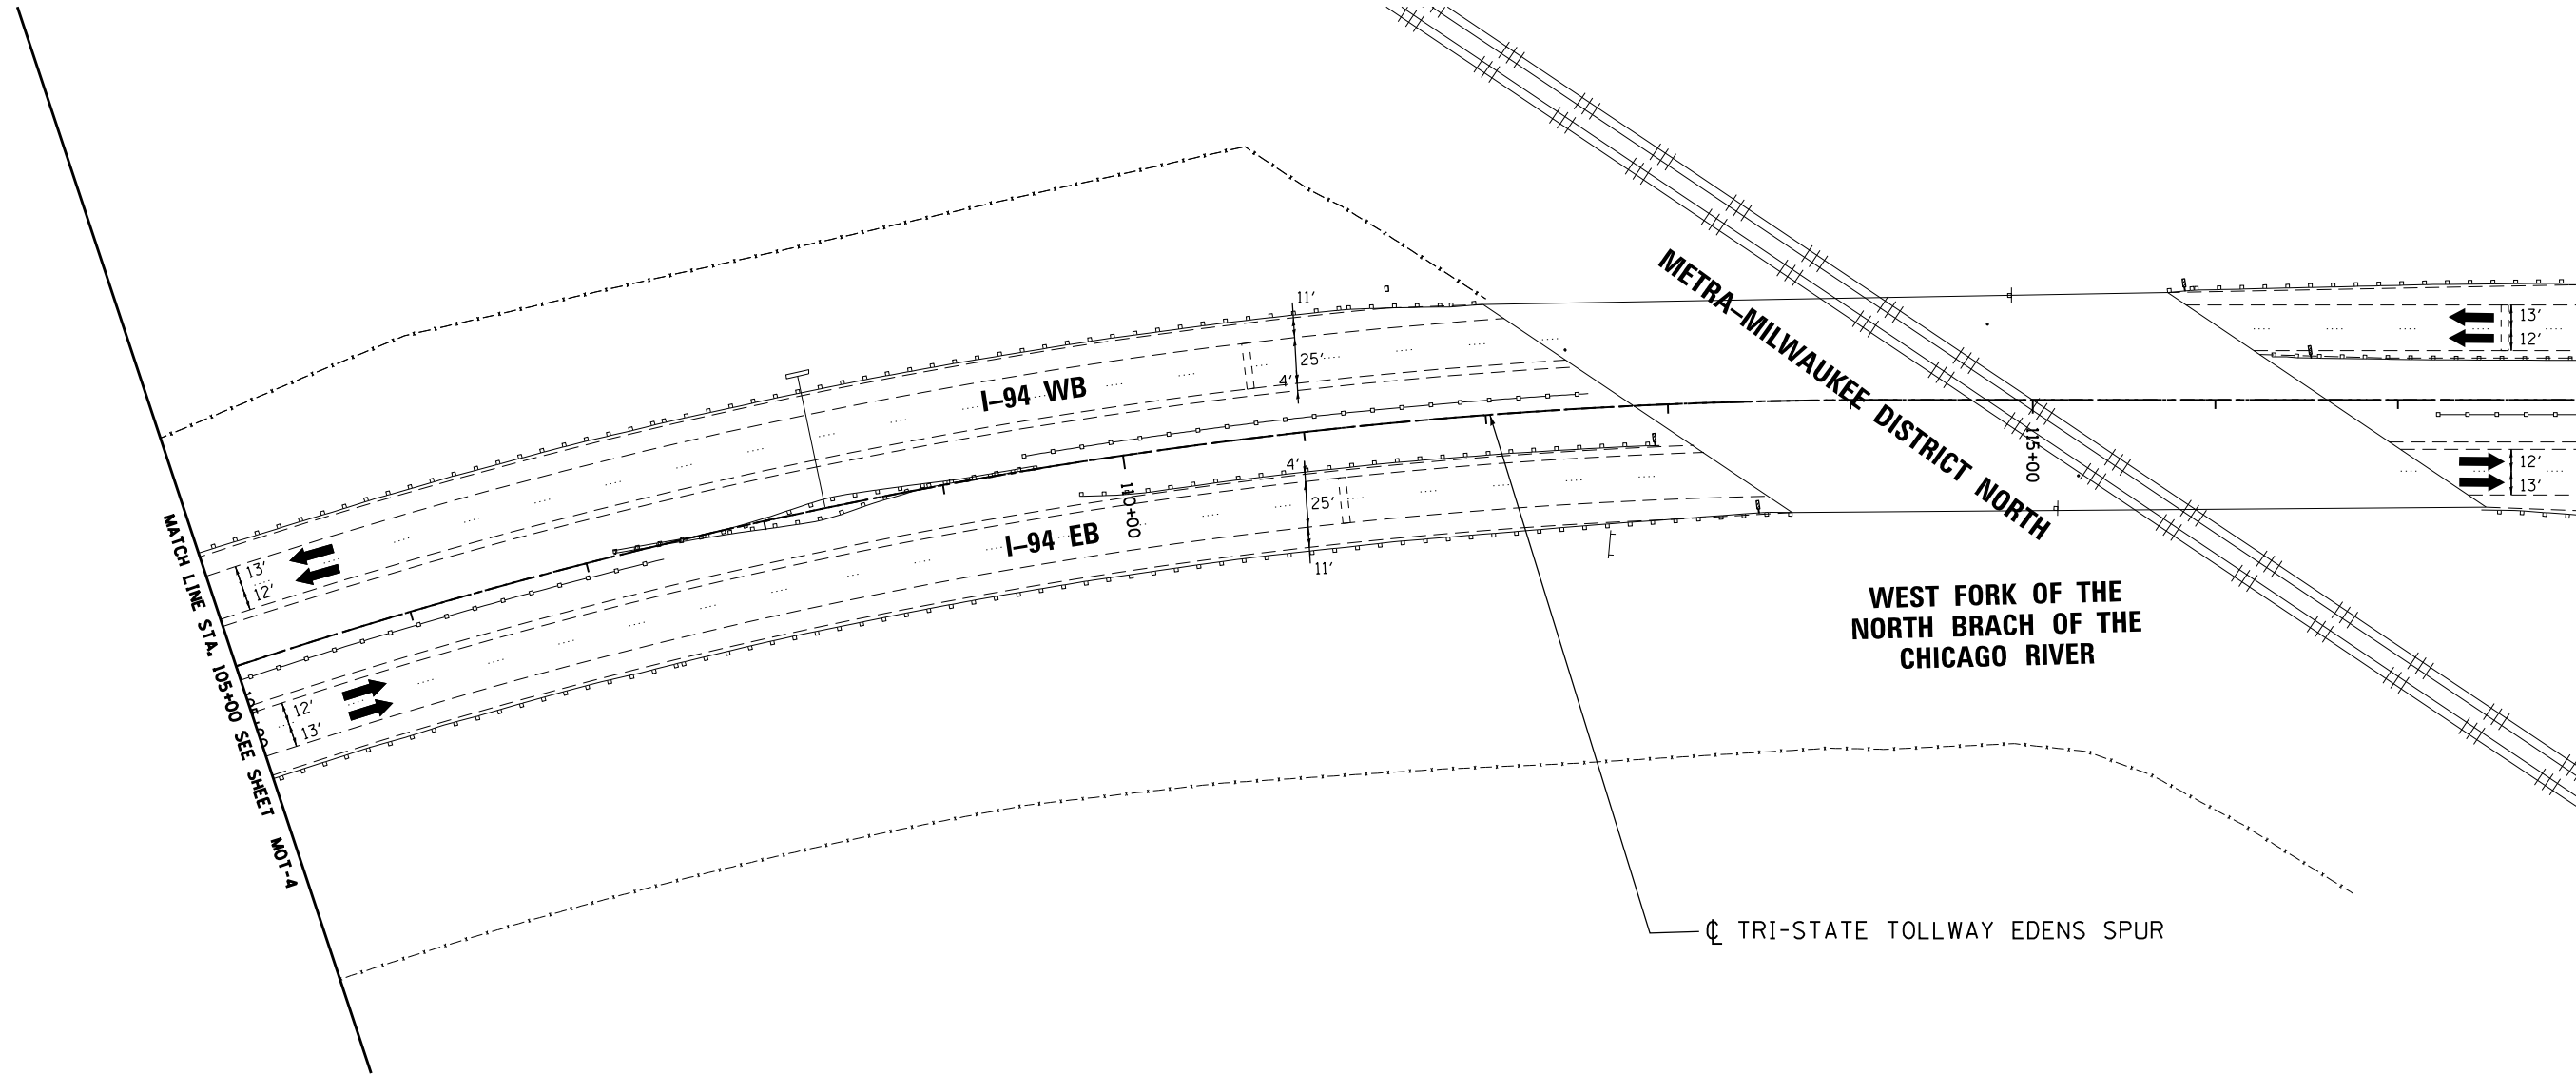 11'
25'
4'
I-94 WB
13'
12'
13'
12'
METRA-MILWAUKEE DISTRICT NORTH
115+00
12'
13'
4'
25'
11'
110+00
I-94 EB
12'
13'
105+00
MATCH LINE STA. 105+00 SEE SHEET MOT-4
WEST FORK OF THE
NORTH BRACH OF THE
CHICAGO RIVER
℄ TRI-STATE TOLLWAY EDENS SPUR